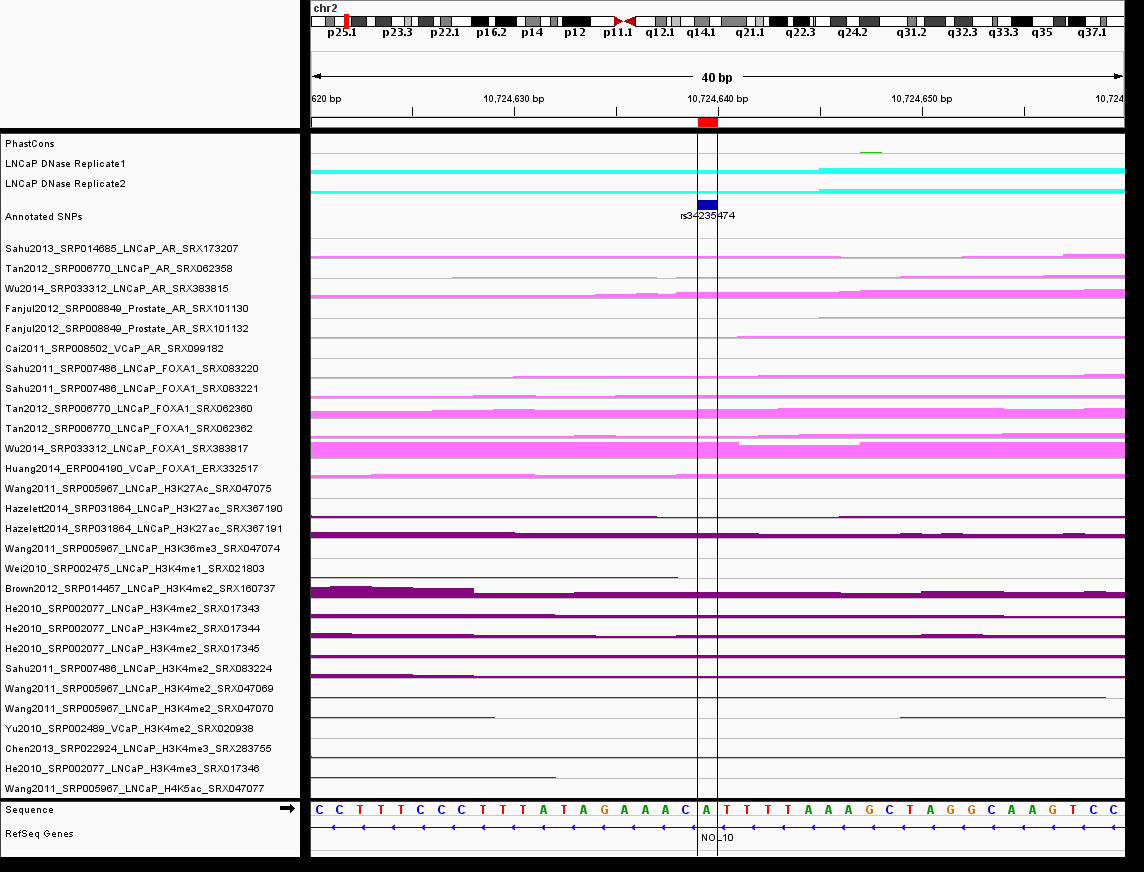 chr2
p25.1 p23.3 p22.1 p16.2 p14 p12 p11.1 q12.1 q14.1 q21.1 q22.3 q24.2 q31.2 q32.3 q33.3 q35 q37.1
40 bp
620 bp 10,724,630 bp 10,724,640 bp 10,724,650 bp 10,724
PhastCons
LNCaP DNase Replicate1
LNCaP DNase Replicate2
Annotated SNPs
rs34235474
Sahu2013_SRP014685_LNCaP_AR_SRX173207
Tan2012_SRP006770_LNCaP_AR_SRX062358
Wu2014_SRP033312_LNCaP_AR_SRX383815
Fanjul2012_SRP008849_Prostate_AR_SRX101130
Fanjul2012_SRP008849_Prostate_AR_SRX101132
Cai2011_SRP008502_VCaP_AR_SRX099182
Sahu2011_SRP007486_LNCaP_FOXA1_SRX083220
Sahu2011_SRP007486_LNCaP_FOXA1_SRX083221
Tan2012_SRP006770_LNCaP_FOXA1_SRX062360
Tan2012_SRP006770_LNCaP_FOXA1_SRX062362
Wu2014_SRP033312_LNCaP_FOXA1_SRX383817
Huang2014_ERP004190_VCaP_FOXA1_ERX332517
Wang2011_SRP005967_LNCaP_H3K27Ac_SRX047075
Hazelett2014_SRP031864_LNCaP_H3K27ac_SRX367190
Hazelett2014_SRP031864_LNCaP_H3K27ac_SRX367191
Wang2011_SRP005967_LNCaP_H3K36me3_SRX047074
Wei2010_SRP002475_LNCaP_H3K4me1_SRX021803
Brown2012_SRP014457_LNCaP_H3K4me2_SRX160737
He2010_SRP002077_LNCaP_H3K4me2_SRX017343
He2010_SRP002077_LNCaP_H3K4me2_SRX017344
He2010_SRP002077_LNCaP_H3K4me2_SRX017345
Sahu2011_SRP007486_LNCaP_H3K4me2_SRX083224
Wang2011_SRP005967_LNCaP_H3K4me2_SRX047069
Wang2011_SRP005967_LNCaP_H3K4me2_SRX047070
Yu2010_SRP002489_VCaP_H3K4me2_SRX020938
Chen2013_SRP022924_LNCaP_H3K4me3_SRX283755
He2010_SRP002077_LNCaP_H3K4me3_SRX017346
Wang2011_SRP005967_LNCaP_H4K5ac_SRX047077
Sequence C C T T T C C C T T T A T A G A A A C A T T T T A A A G C T A G G C A A G T C C
RefSeq Genes
NOL10